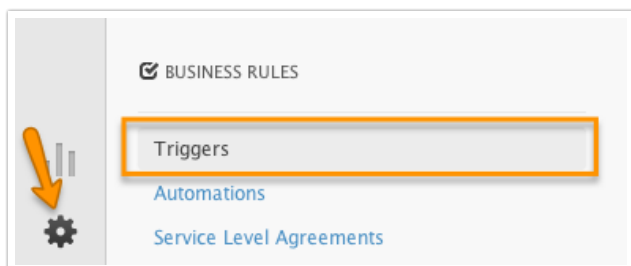 BUSINESS RULES
Triggers
Automations
Service Level Agreements